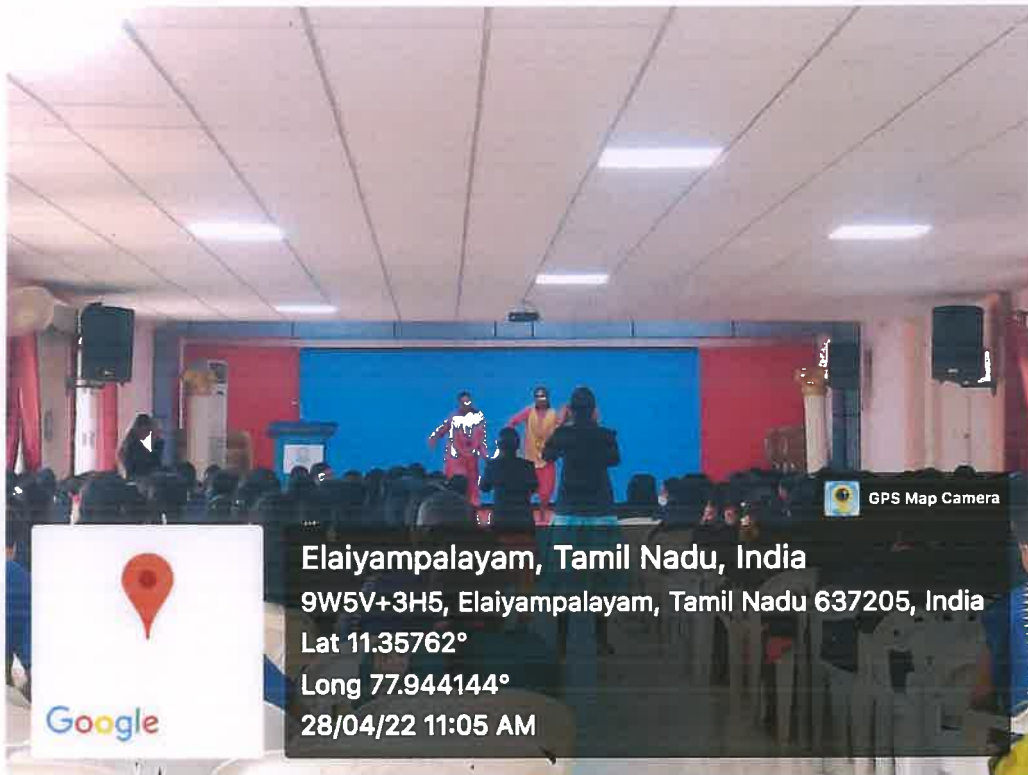 GPS Map Camera
Elaiyampalayam, Tamil Nadu, India
9W5V+3H5, Elaiyampalayam, Tamil Nadu 637205, India
Lat 11.35762°
Long 77.944144°
28/04/22 11:05 AM
Google